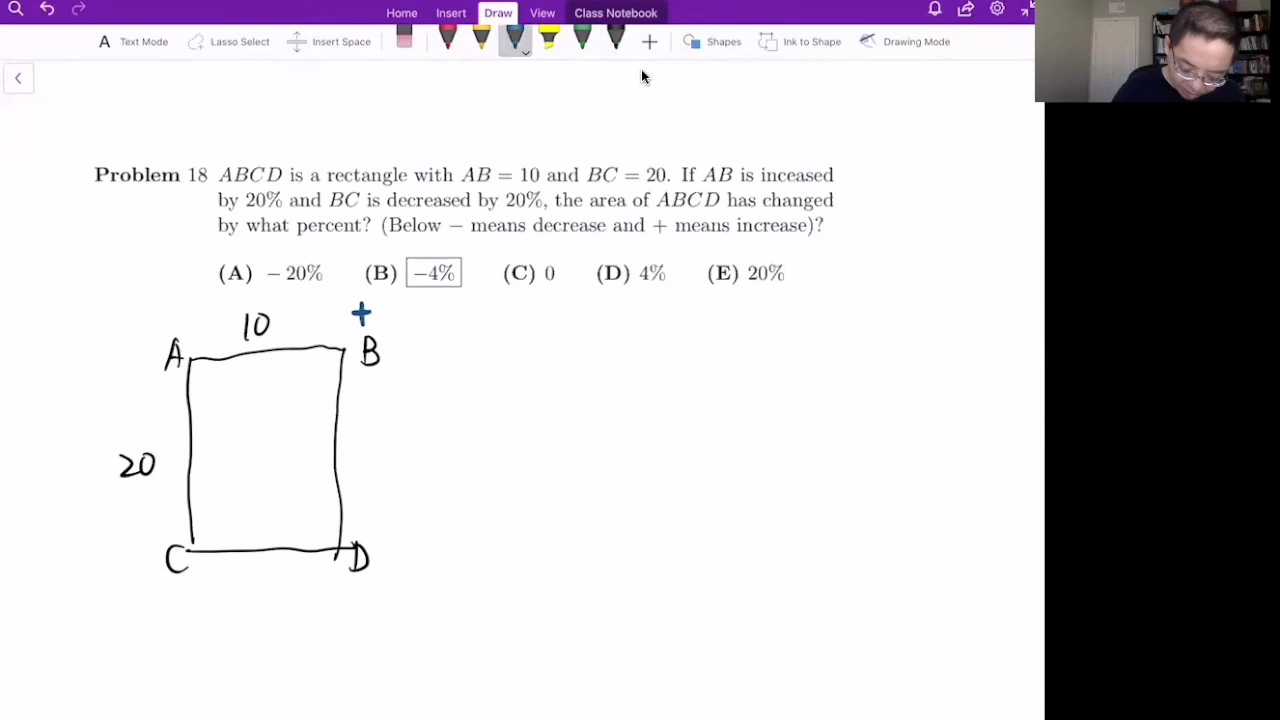 Home Insert Draw View Class Notebook
A Text Mode Lasso Select Insert Space Shapes Ink to Shape Drawing Mode
Problem 18 ABCD is a rectangle with AB = 10 and BC = 20. If AB is inceased
by 20% and BC is decreased by 20%, the area of ABCD has changed
by what percent? (Below − means decrease and + means increase)?
(A) − 20% (B) −4% (C) 0 (D) 4% (E) 20%
10 +
A B
20
C D